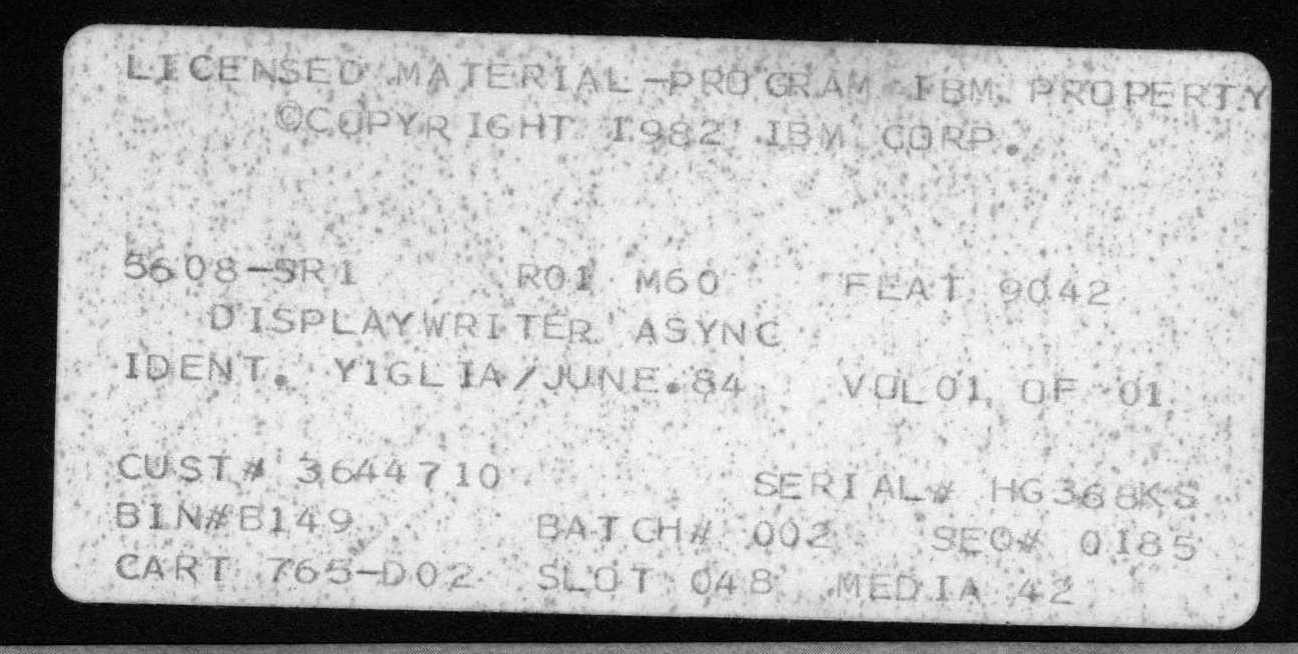 LICENSED MATERIAL-PROGRAM IBM PROPERTY
©COPYRIGHT 1982 IBM CORP.
5608-SR1 R01 M60 FEAT 9042
DISPLAYWRITER ASYNC
IDENT. Y1GLIA/JUNE.84 VOL01 OF 01
CUST# 3644710 SERIAL# HG368KS
BIN#B149 BATCH# 002 SEQ# 0185
CART 765-D02 SLOT 048 MEDIA 42